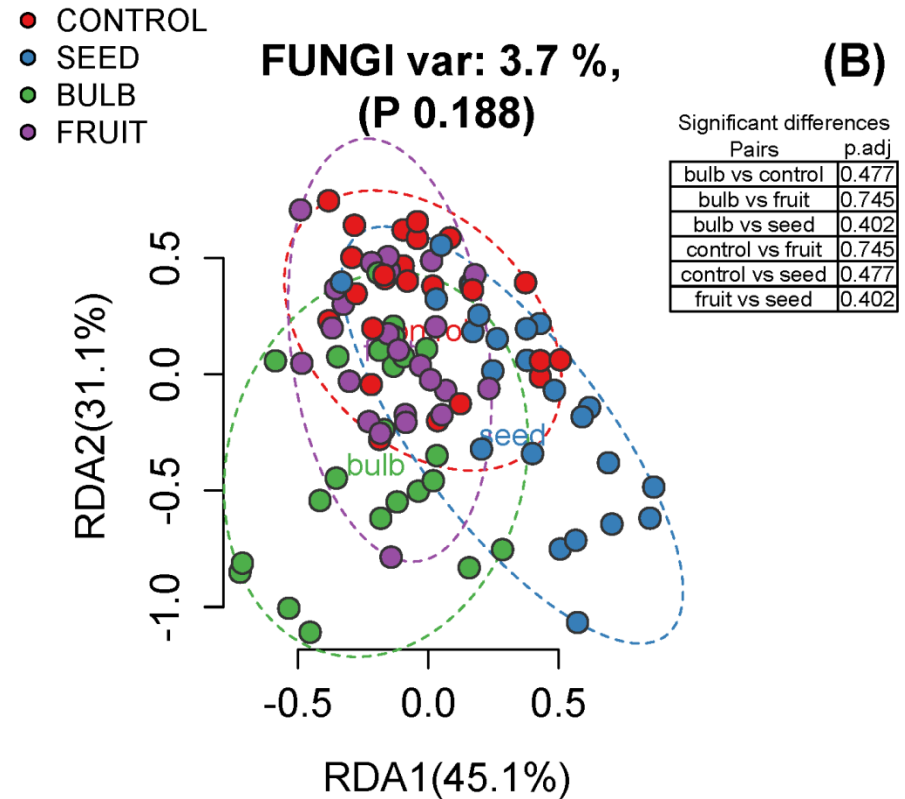 CONTROL
SEED
BULB
FRUIT
FUNGI var: 3.7 %,
(P 0.188)
(B)
Significant differences
Pairs p.adj
bulb vs control 0.477
bulb vs fruit 0.745
bulb vs seed 0.402
control vs fruit 0.745
control vs seed 0.477
fruit vs seed 0.402
RDA2(31.1%)
0.5
0.0
-0.5
-1.0
seed
bulb
-0.5 0.0 0.5
RDA1(45.1%)